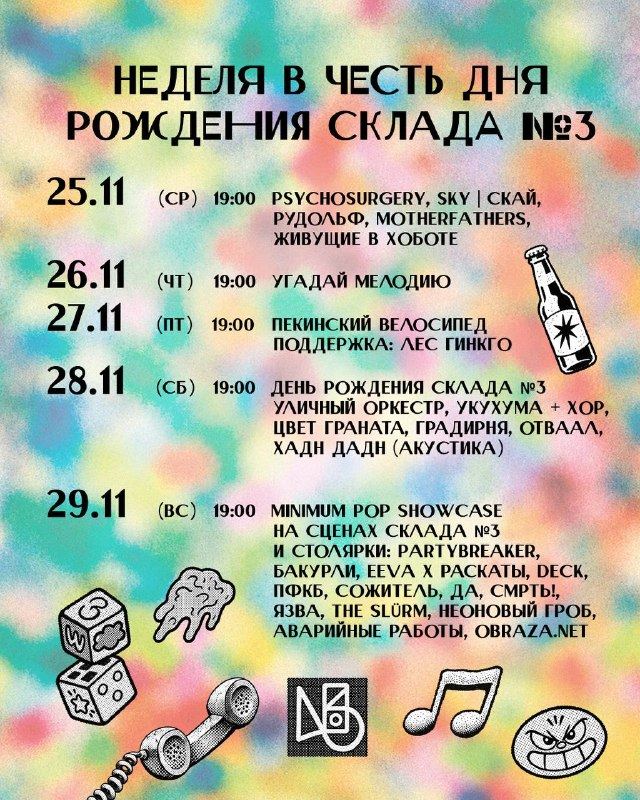 НЕДЕЛЯ В ЧЕСТЬ ДНЯ
РОЖДЕНИЯ СКЛАДА №3
25.11 (СР) 19:00 PSYCHOSURGERY, SKY | СКАЙ,
РУДОЛЬФ, MOTHERFATHERS,
ЖИВУЩИЕ В ХОБОТЕ
26.11 (ЧТ) 19:00 УГАДАЙ МЕЛОДИЮ
27.11 (ПТ) 19:00 ПЕКИНСКИЙ ВЕЛОСИПЕД
ПОДДЕРЖКА: ЛЕС ГИНКГО
28.11 (СБ) 19:00 ДЕНЬ РОЖДЕНИЯ СКЛАДА №3
УЛИЧНЫЙ ОРКЕСТР, УКУХУМА + ХОР,
ЦВЕТ ГРАНАТА, ГРАДИРНЯ, ОТВААЛ,
ХАДН ДАДН (АКУСТИКА)
29.11 (ВС) 19:00 MINIMUM POP SHOWCASE
НА СЦЕНАХ СКЛАДА №3
И СТОЛЯРКИ: PARTYBREAKER,
БАКУРЛИ, EEVA X РАСКАТЫ, DECK,
ПФКБ, СОЖИТЕЛЬ, ДА, СМРТЬ!,
ЯЗВА, THE SLÜRM, НЕОНОВЫЙ ГРОБ,
АВАРИЙНЫЕ РАБОТЫ, OBRAZA.NET